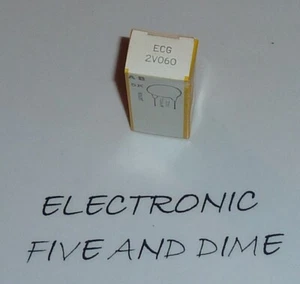 ECG
2V060
A B
ELECTRONIC
FIVE AND DIME